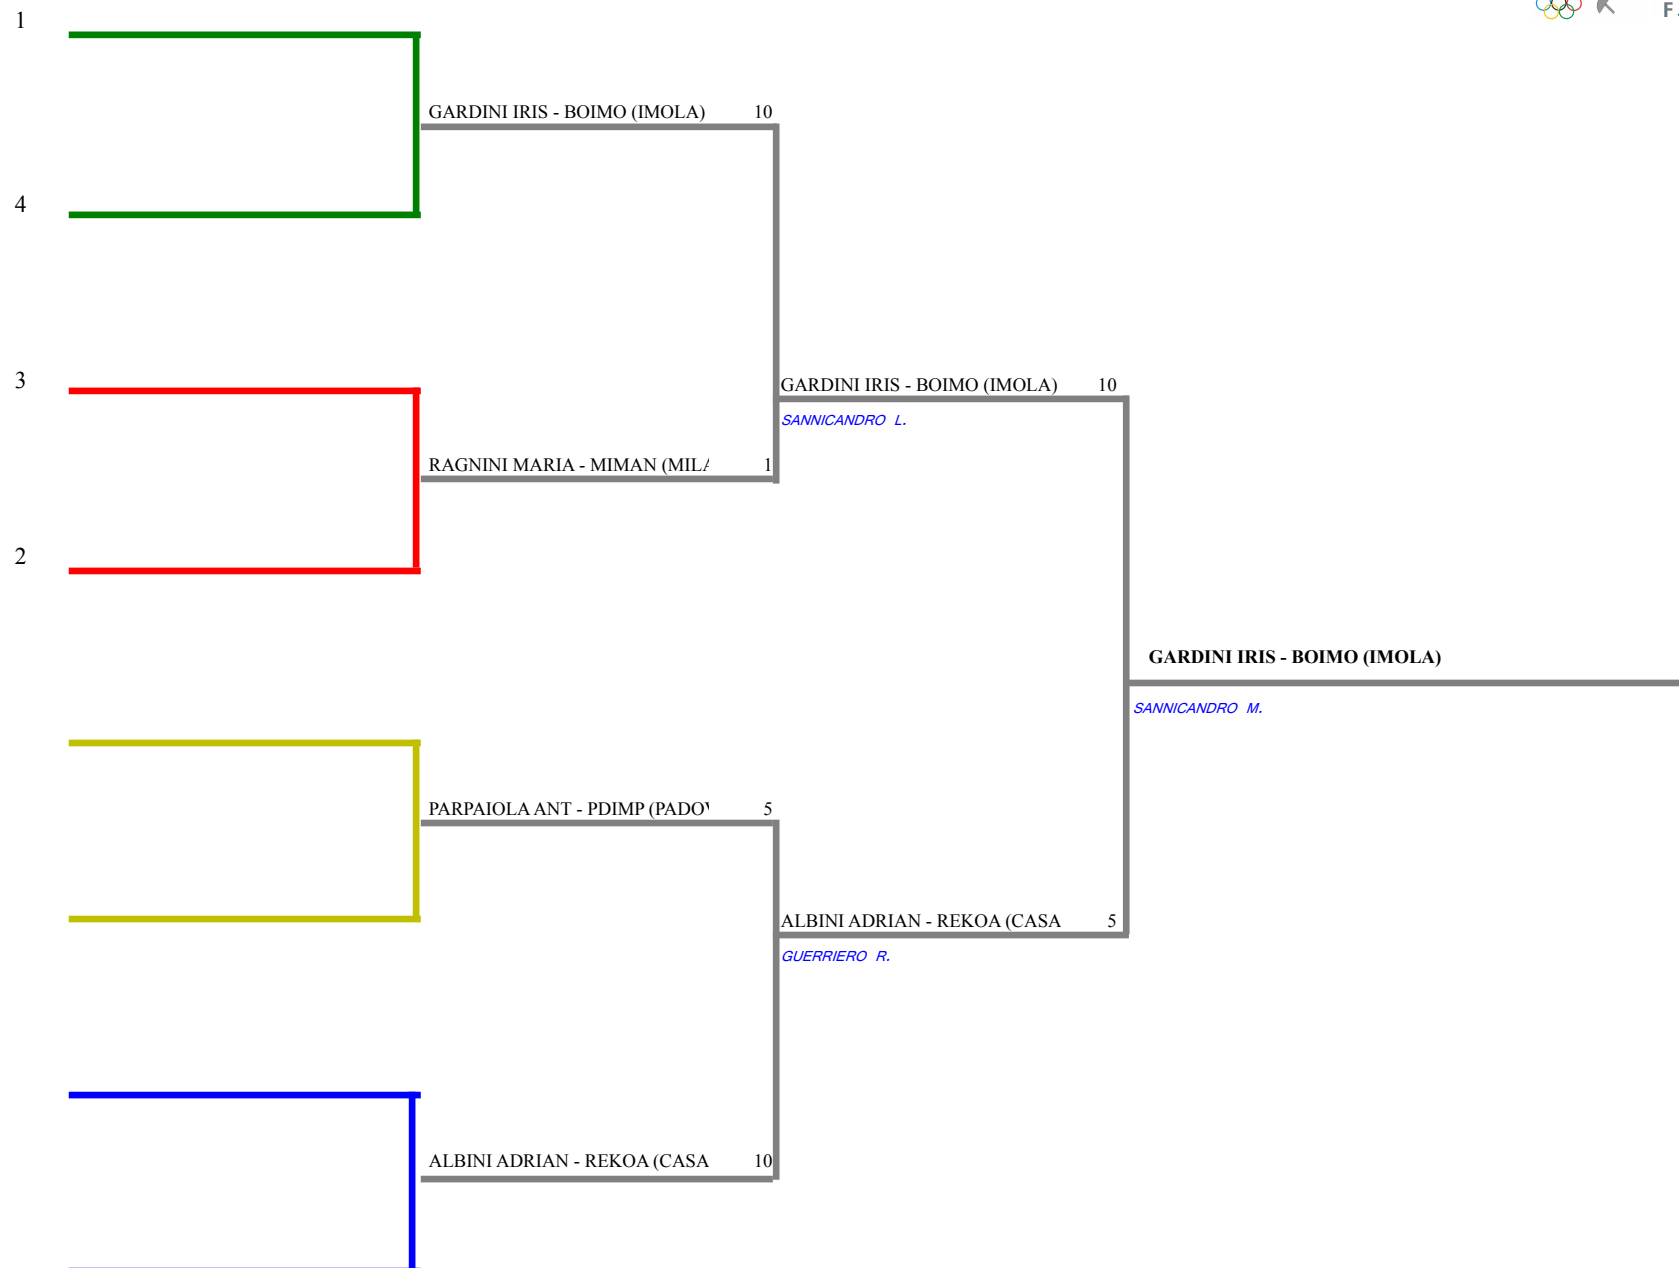 1
F
GARDINI IRIS - BOIMO (IMOLA) 10
4
3
GARDINI IRIS - BOIMO (IMOLA) 10
SANNICANDRO L.
RAGNINI MARIA - MIMAN (MILA 1
2
GARDINI IRIS - BOIMO (IMOLA)
SANNICANDRO M.
PARPAIOLA ANT - PDIMP (PADOV 5
ALBINI ADRIAN - REKOA (CASA 5
GUERRIERO R.
ALBINI ADRIAN - REKOA (CASA 10